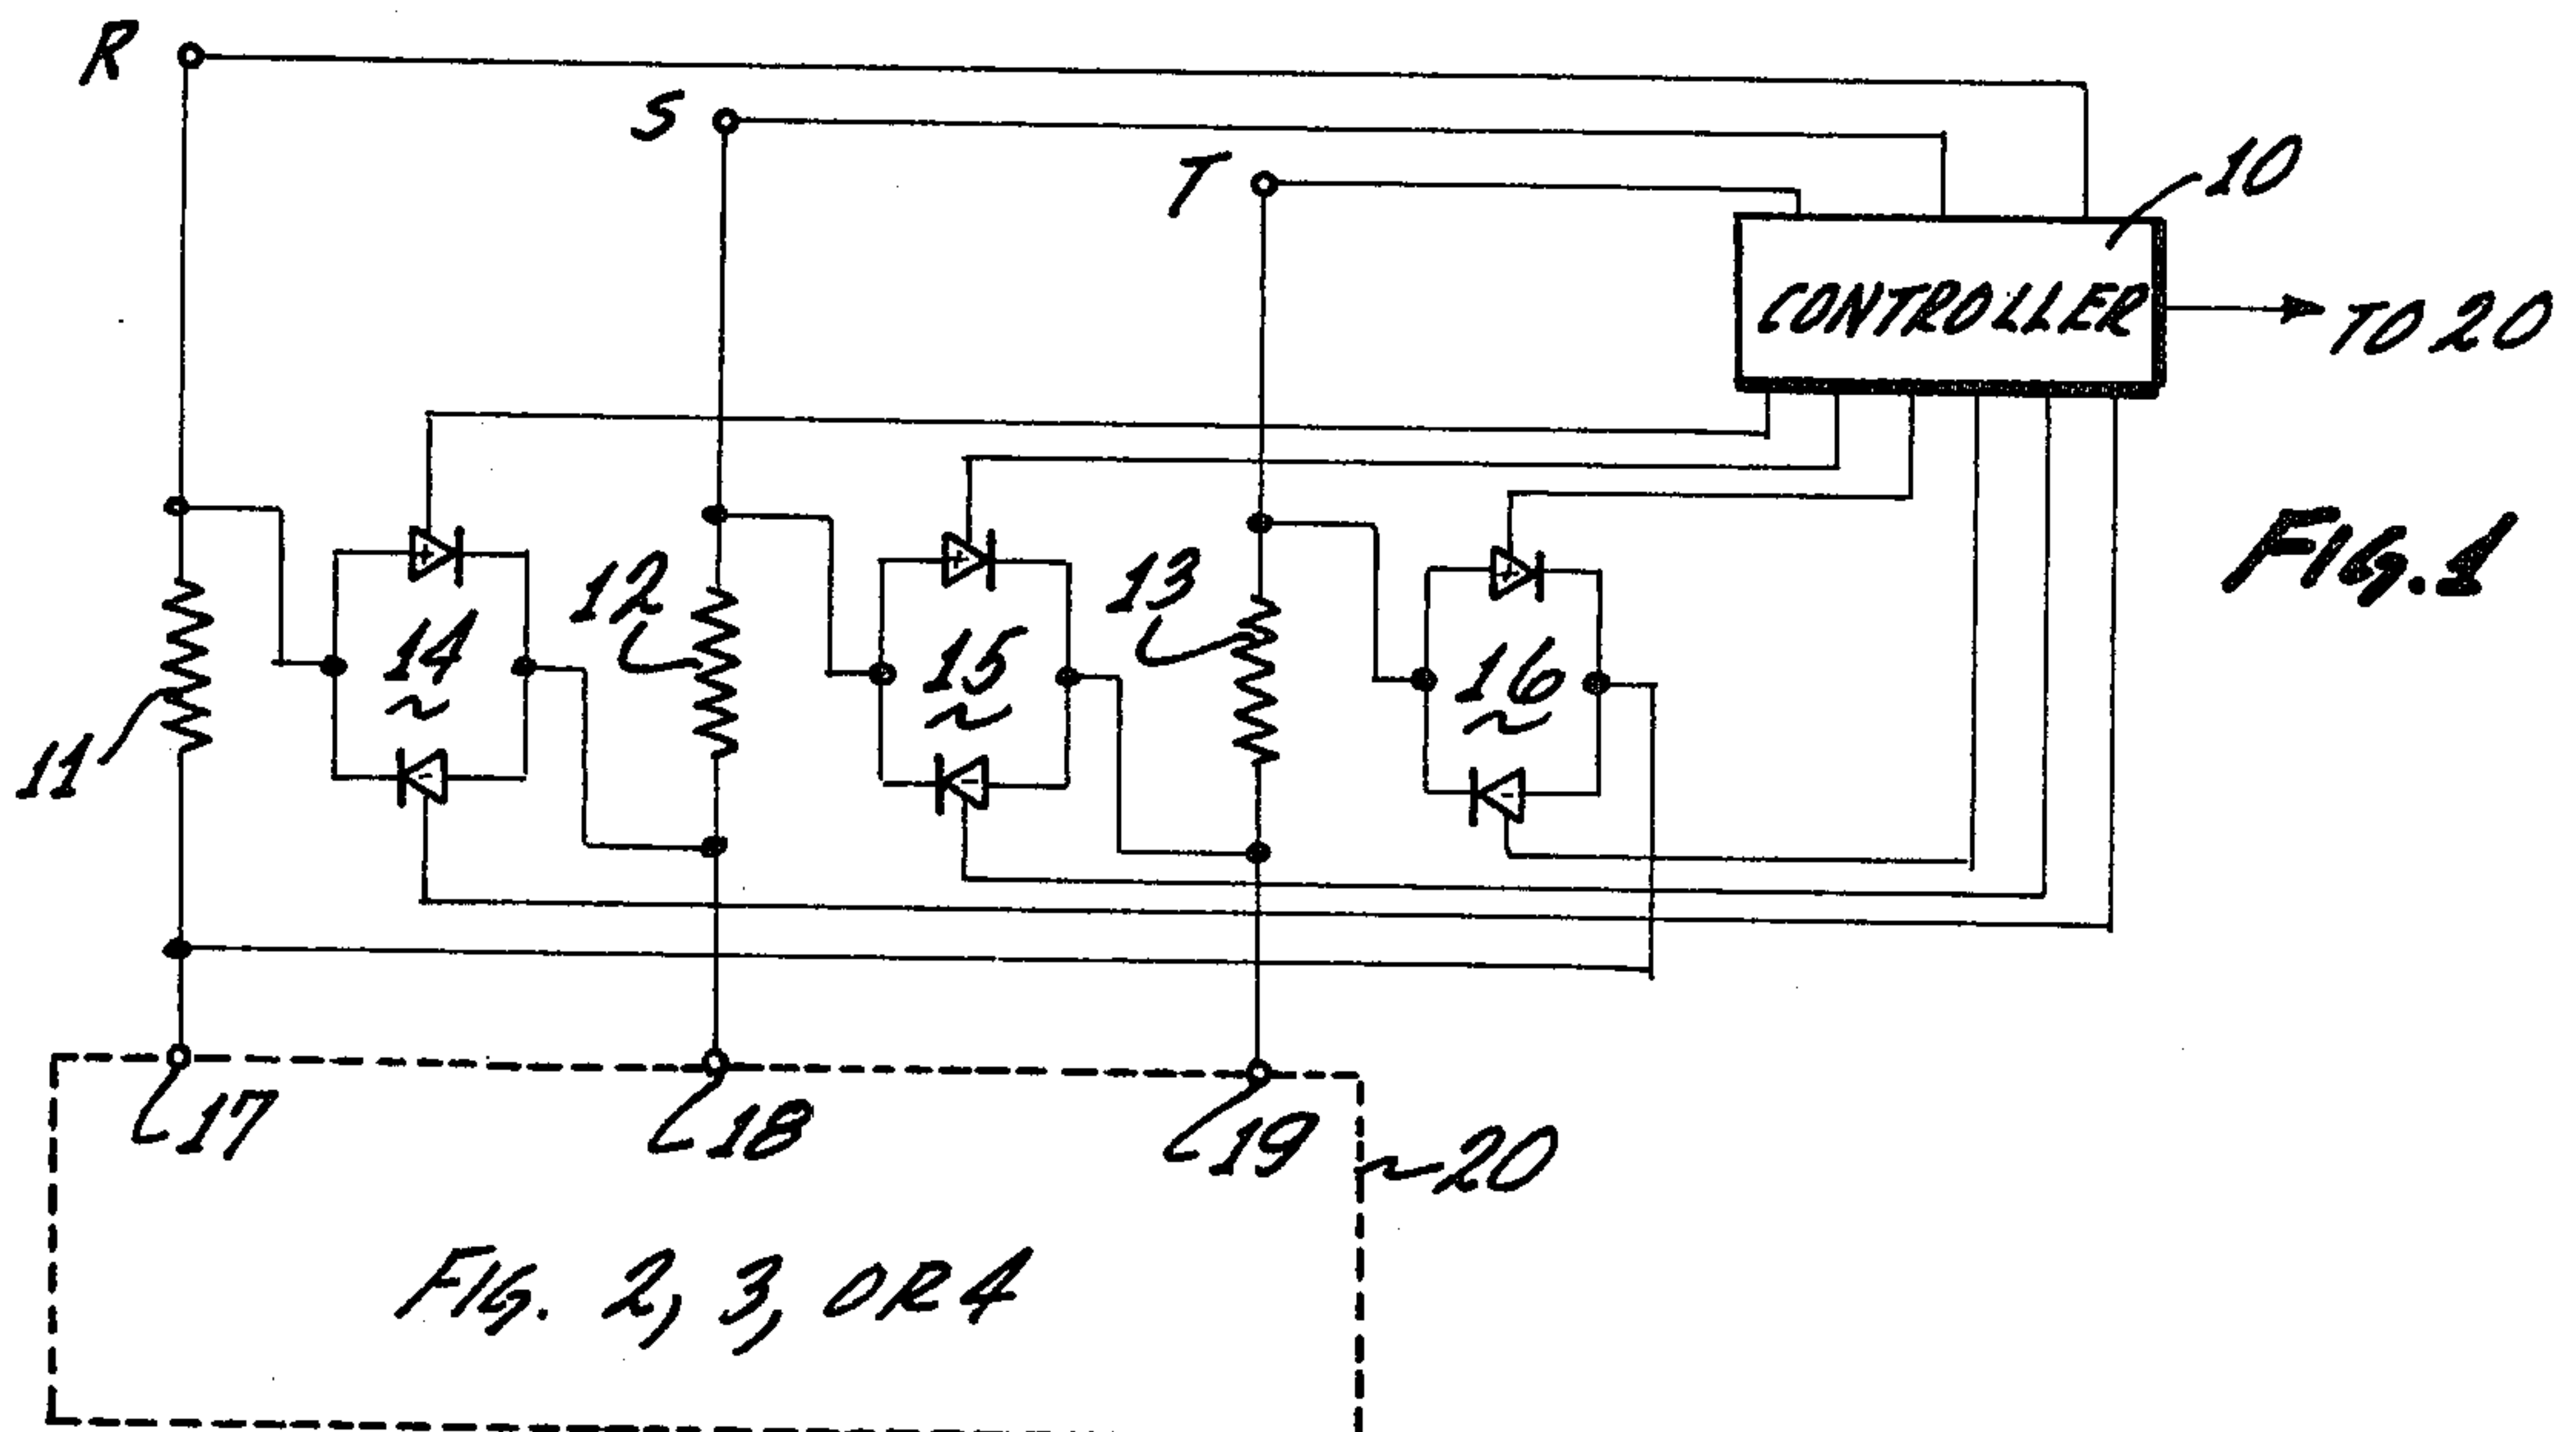 R
S
T
10
CONTROLLER
TO 20
FIG. 1
11
14
12
15
13
16
17
18
19
20
FIG. 2, 3, OR 4
+
+
+
-
-
-